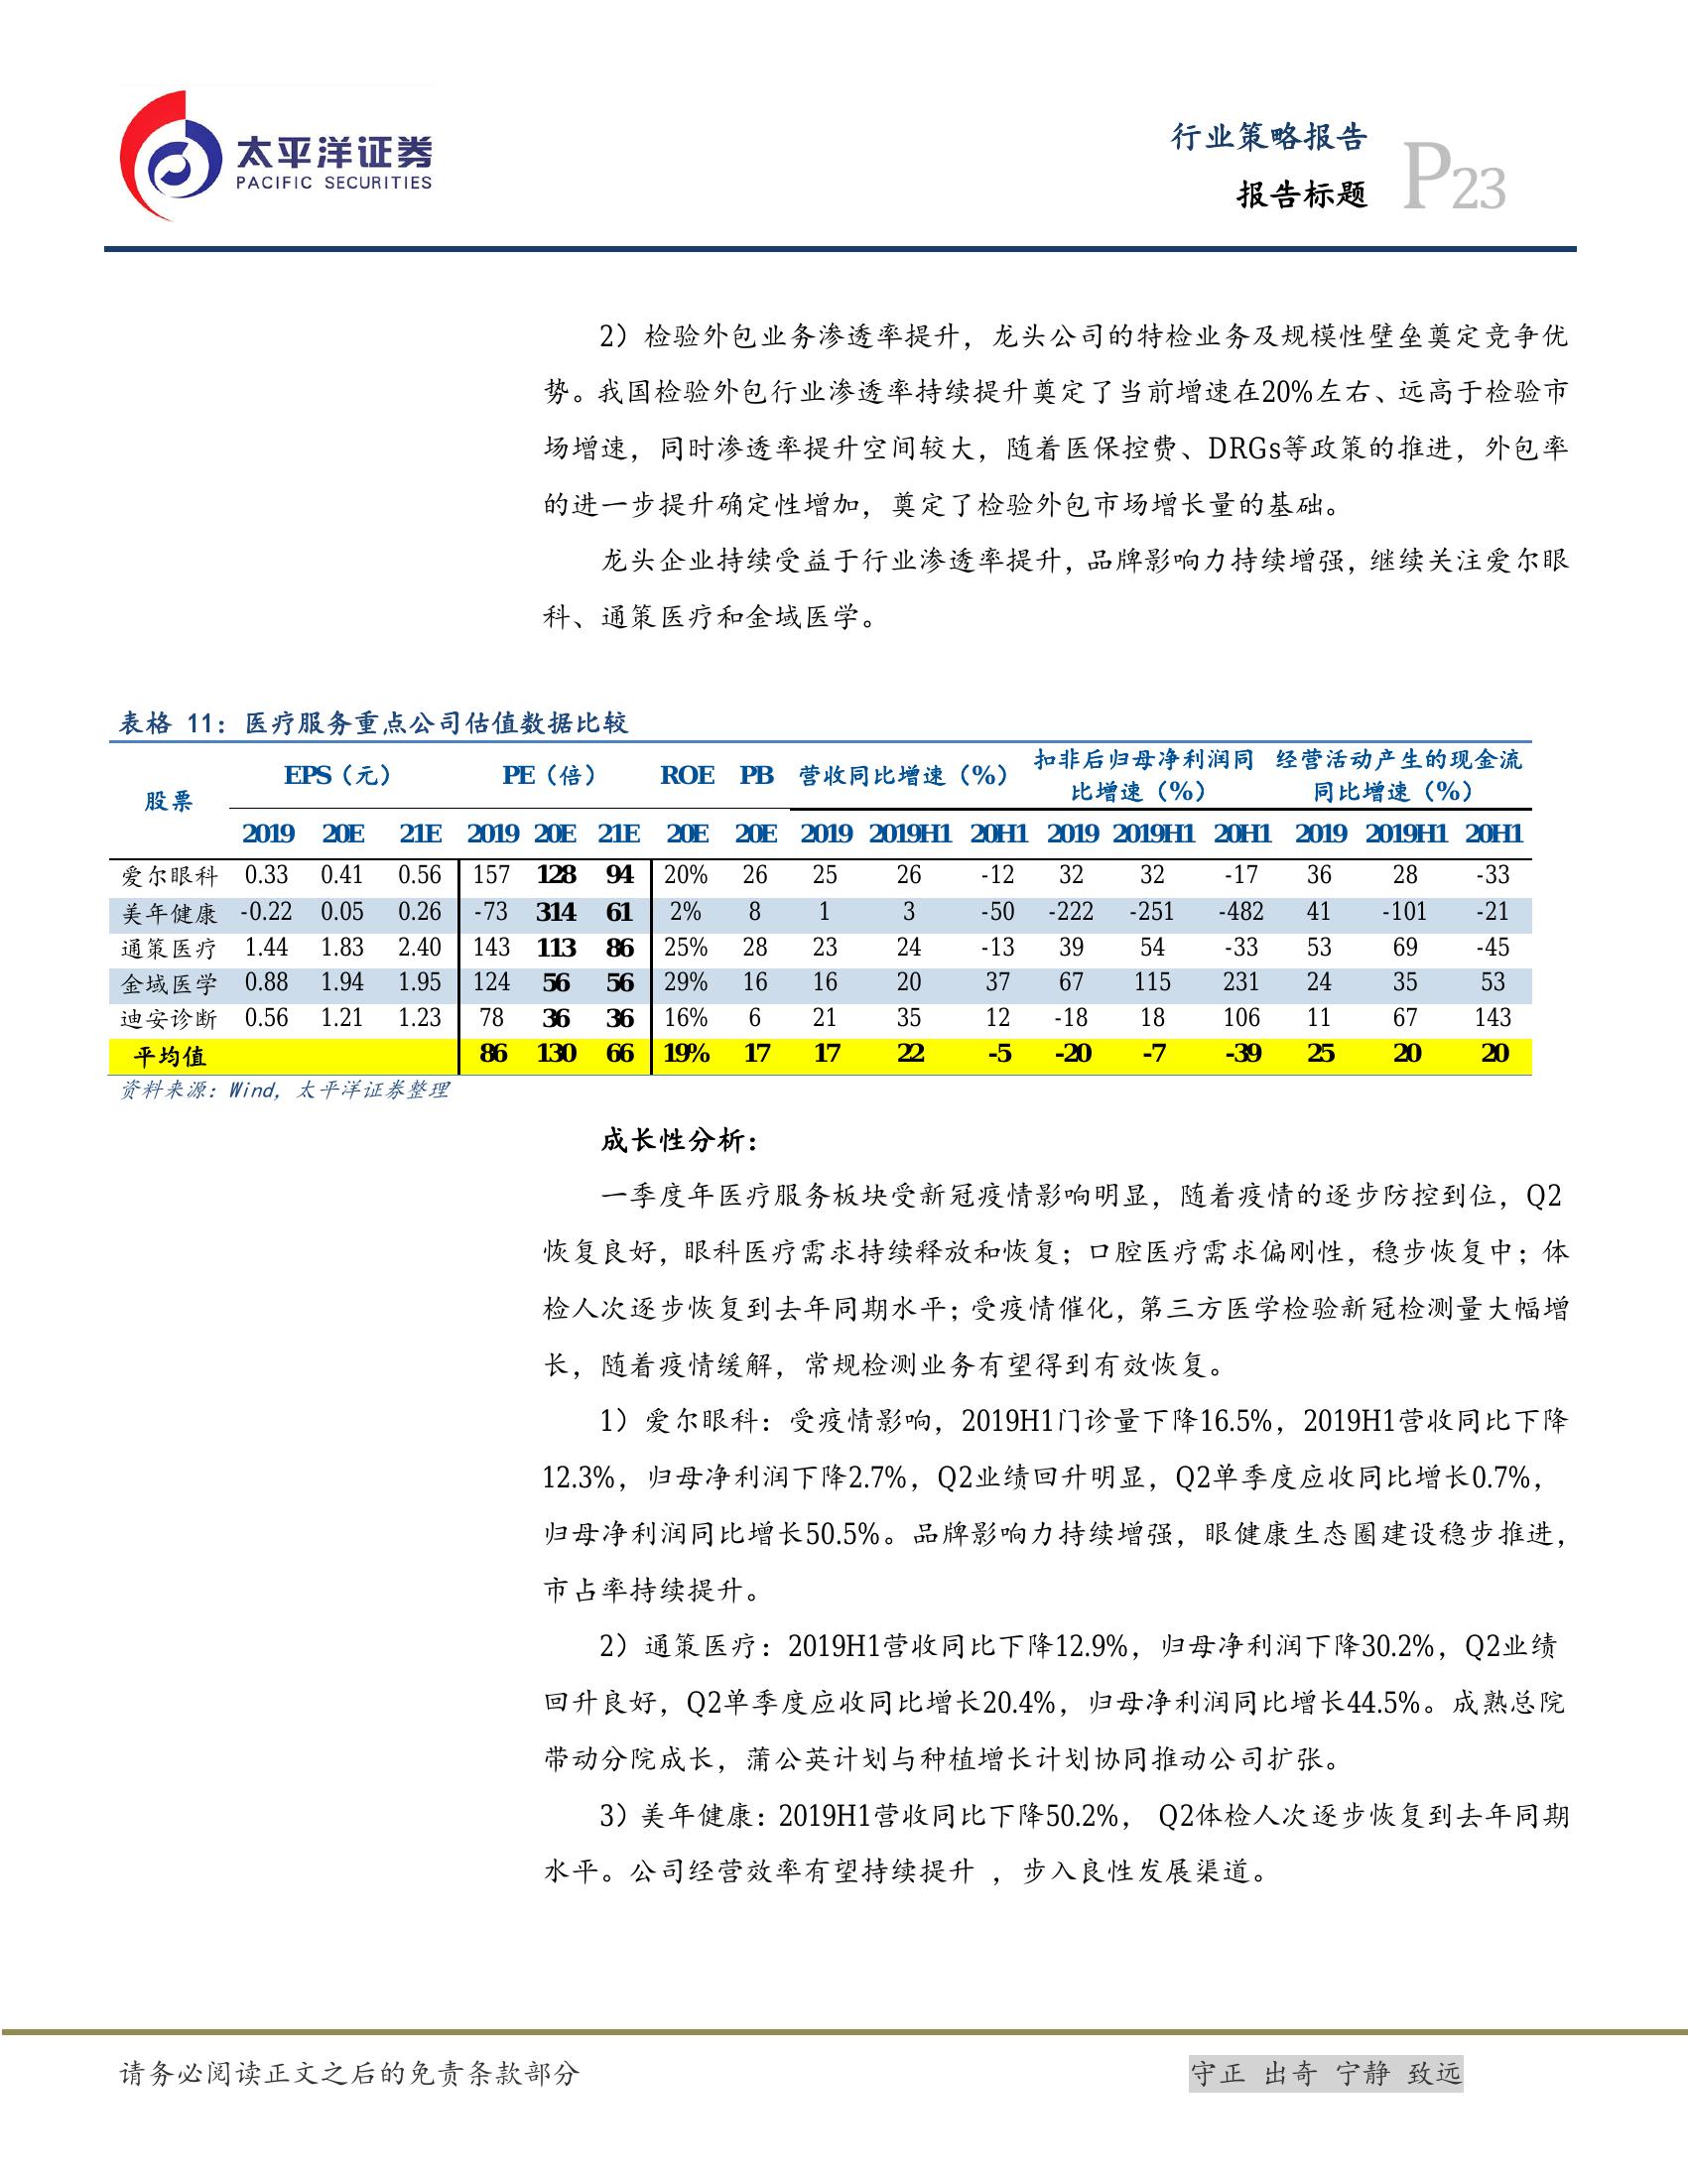 太平洋证券
PACIFIC SECURITIES
行业策略报告
报告标题
P23
2）检验外包业务渗透率提升，龙头公司的特检业务及规模性壁垒奠定竞争优
势。我国检验外包行业渗透率持续提升奠定了当前增速在20%左右、远高于检验市
场增速，同时渗透率提升空间较大，随着医保控费、DRGs等政策的推进，外包率
的进一步提升确定性增加，奠定了检验外包市场增长量的基础。
龙头企业持续受益于行业渗透率提升，品牌影响力持续增强，继续关注爱尔眼
科、通策医疗和金域医学。
表格 11：医疗服务重点公司估值数据比较
股票 EPS（元） PE（倍） ROE PB 营收同比增速（%） 扣非后归母净利润同比增速（%） 经营活动产生的现金流同比增速（%）
2019 20E 21E 2019 20E 21E 20E 20E 2019 2019H1 20H1 2019 2019H1 20H1 2019 2019H1 20H1
爱尔眼科 0.33 0.41 0.56 157 128 94 20% 26 25 26 -12 32 32 -17 36 28 -33
美年健康 -0.22 0.05 0.26 -73 314 61 2% 8 1 3 -50 -222 -251 -482 41 -101 -21
通策医疗 1.44 1.83 2.40 143 113 86 25% 28 23 24 -13 39 54 -33 53 69 -45
金域医学 0.88 1.94 1.95 124 56 56 29% 16 16 20 37 67 115 231 24 35 53
迪安诊断 0.56 1.21 1.23 78 36 36 16% 6 21 35 12 -18 18 106 11 67 143
平均值 86 130 66 19% 17 17 22 -5 -20 -7 -39 25 20 20
资料来源：Wind，太平洋证券整理
成长性分析：
一季度年医疗服务板块受新冠疫情影响明显，随着疫情的逐步防控到位，Q2
恢复良好，眼科医疗需求持续释放和恢复；口腔医疗需求偏刚性，稳步恢复中；体
检人次逐步恢复到去年同期水平；受疫情催化，第三方医学检验新冠检测量大幅增
长，随着疫情缓解，常规检测业务有望得到有效恢复。
1）爱尔眼科：受疫情影响，2019H1门诊量下降16.5%，2019H1营收同比下降
12.3%，归母净利润下降2.7%，Q2业绩回升明显，Q2单季度应收同比增长0.7%，
归母净利润同比增长50.5%。品牌影响力持续增强，眼健康生态圈建设稳步推进，
市占率持续提升。
2）通策医疗：2019H1营收同比下降12.9%，归母净利润下降30.2%，Q2业绩
回升良好，Q2单季度应收同比增长20.4%，归母净利润同比增长44.5%。成熟总院
带动分院成长，蒲公英计划与种植增长计划协同推动公司扩张。
3）美年健康：2019H1营收同比下降50.2%， Q2体检人次逐步恢复到去年同期
水平。公司经营效率有望持续提升 ，步入良性发展渠道。
请务必阅读正文之后的免责条款部分
守正 出奇 宁静 致远